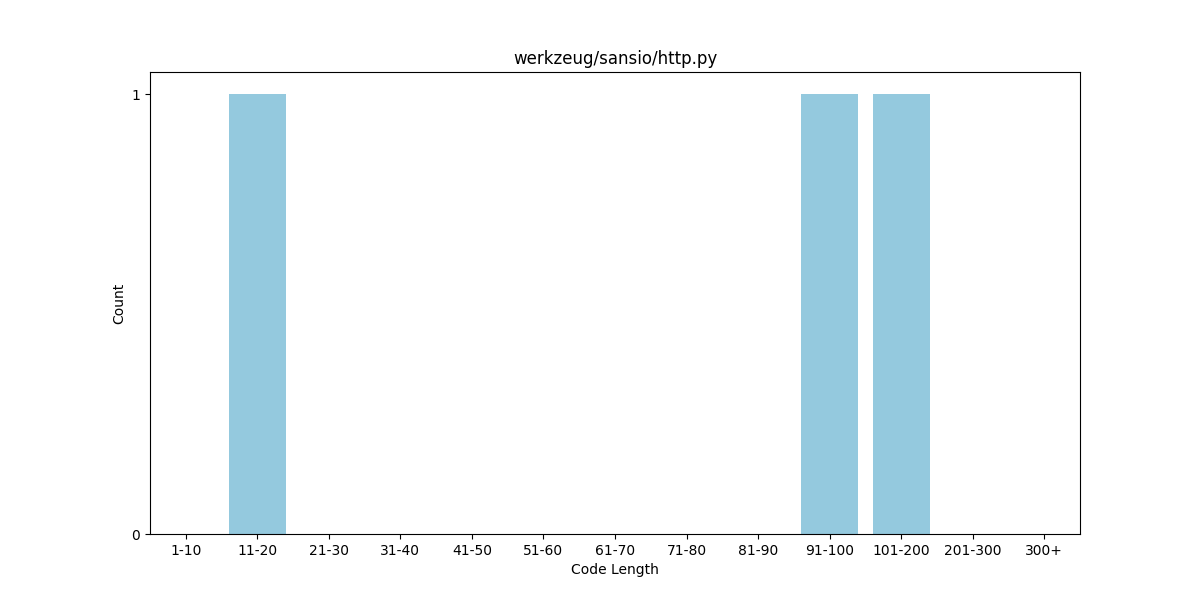 werkzeug/sansio/http.py
1
Count
0
1-10 11-20 21-30 31-40 41-50 51-60 61-70 71-80 81-90 91-100 101-200 201-300 300+
Code Length